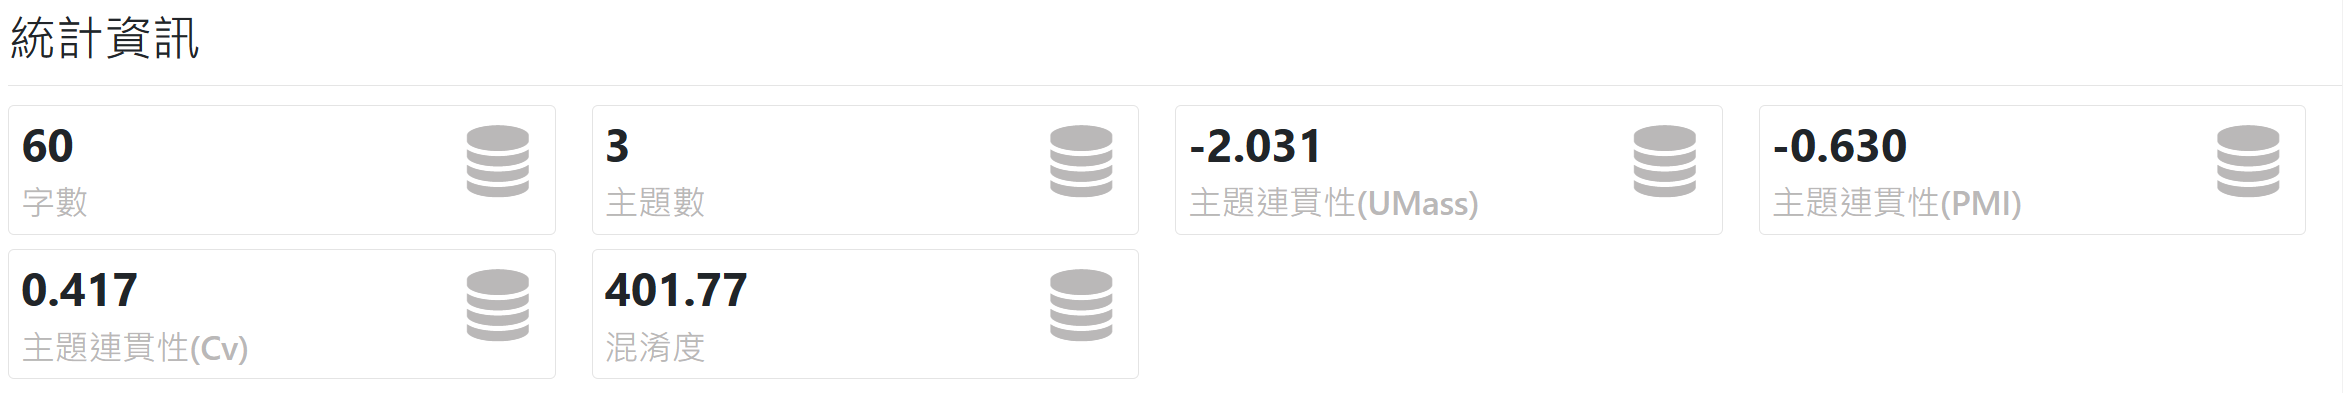 統計資訊
60
字數
3
主題數
-2.031
主題連貫性(UMass)
-0.630
主題連貫性(PMI)
0.417
主題連貫性(Cv)
401.77
混淆度